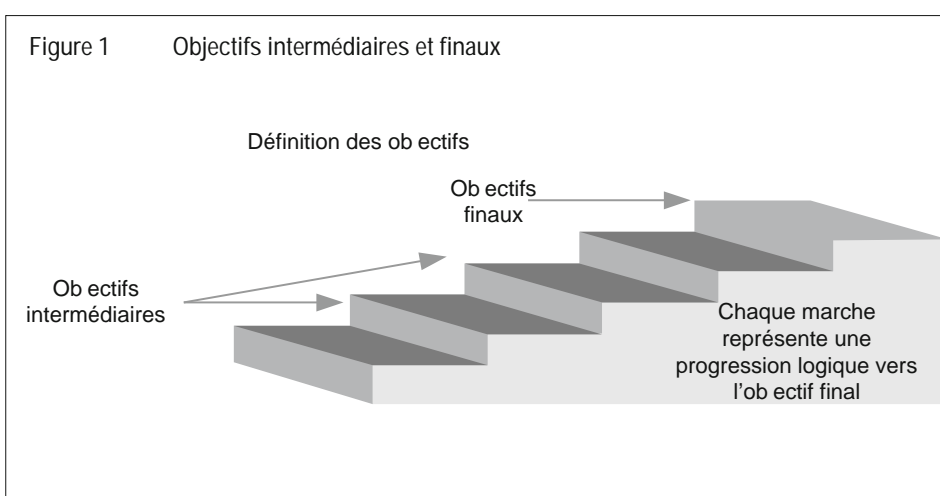 Figure 1 Objectifs intermédiaires et finaux
Définition des ob ectifs
Ob ectifs
finaux
Ob ectifs
intermédiaires
Chaque marche
représente une
progression logique vers
l'ob ectif final